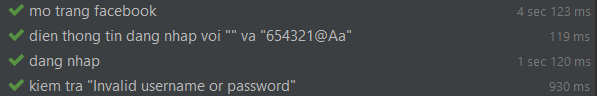 mo trang facebook 4 sec 123 ms
dien thong tin dang nhap voi "" va "654321@Aa" 119 ms
dang nhap 1 sec 120 ms
kiem tra "Invalid username or password" 930 ms